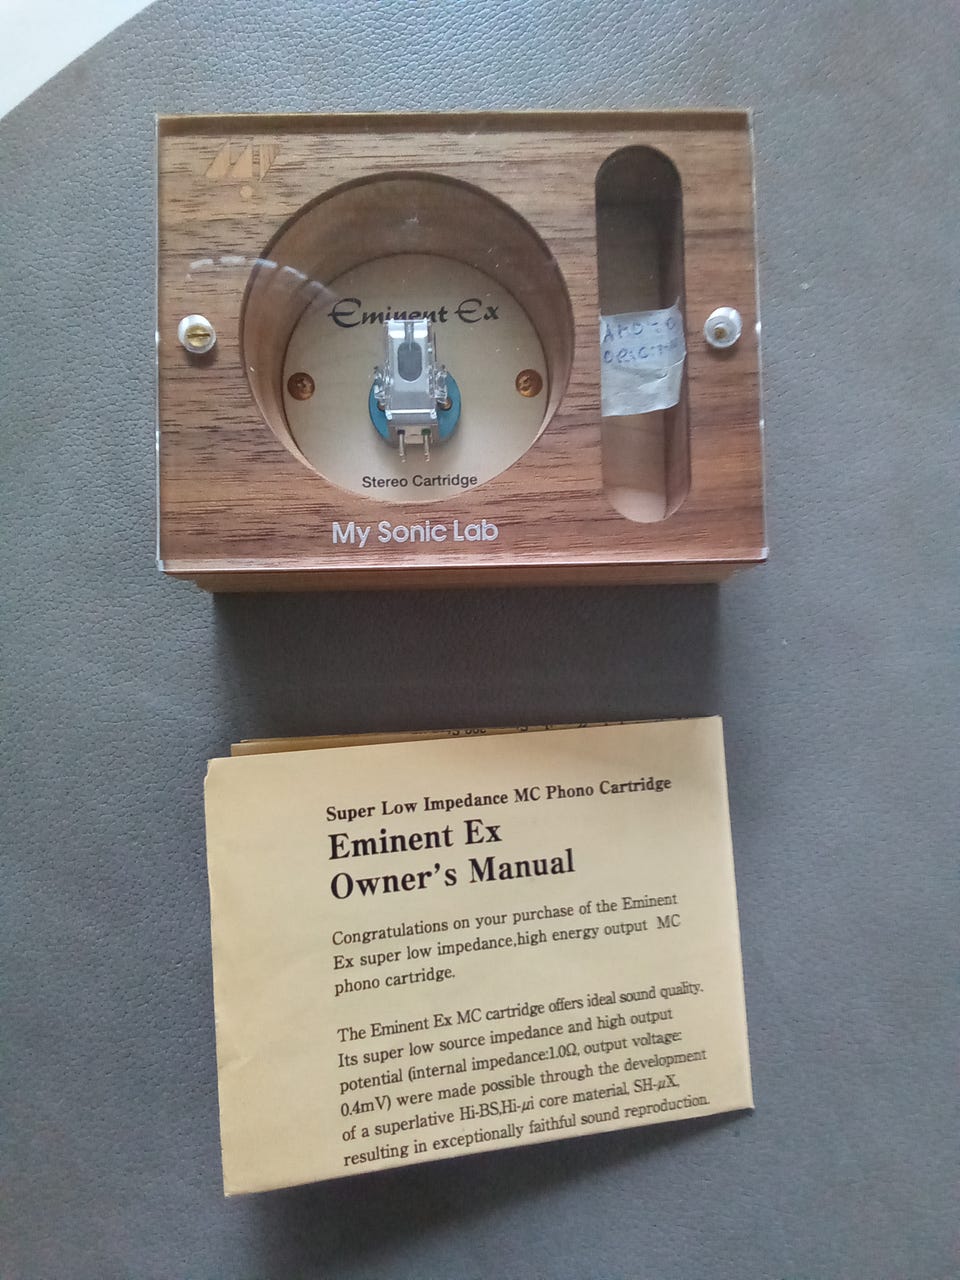 Eminent Ex
Stereo Cartridge
My Sonic Lab
Super Low Impedance MC Phono Cartridge
Eminent Ex
Owner's Manual
Congratulations on your purchase of the Eminent
Ex super low impedance,high energy output MC
phono cartridge.
The Eminent Ex MC cartridge offers ideal sound quality.
Its super low source impedance and high output
potential (internal impedance:1.0Ω, output voltage:
0.4mV) were made possible through the development
of a superlative Hi-BS,Hi-μi core material, SH-μX,
resulting in exceptionally faithful sound reproduction.